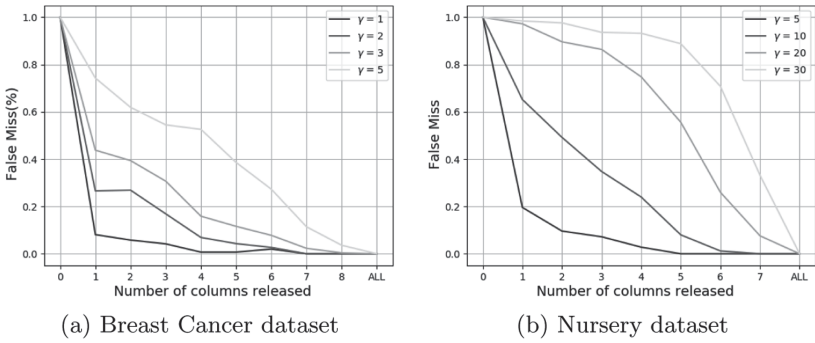 1.0
0.8
0.6
0.4
0.2
0.0
False Miss(%)
γ = 1
γ = 2
γ = 3
γ = 5
0 1 2 3 4 5 6 7 8 ALL
Number of columns released
(a) Breast Cancer dataset
1.0
0.8
0.6
0.4
0.2
0.0
False Miss
γ = 5
γ = 10
γ = 20
γ = 30
0 1 2 3 4 5 6 7 ALL
Number of columns released
(b) Nursery dataset